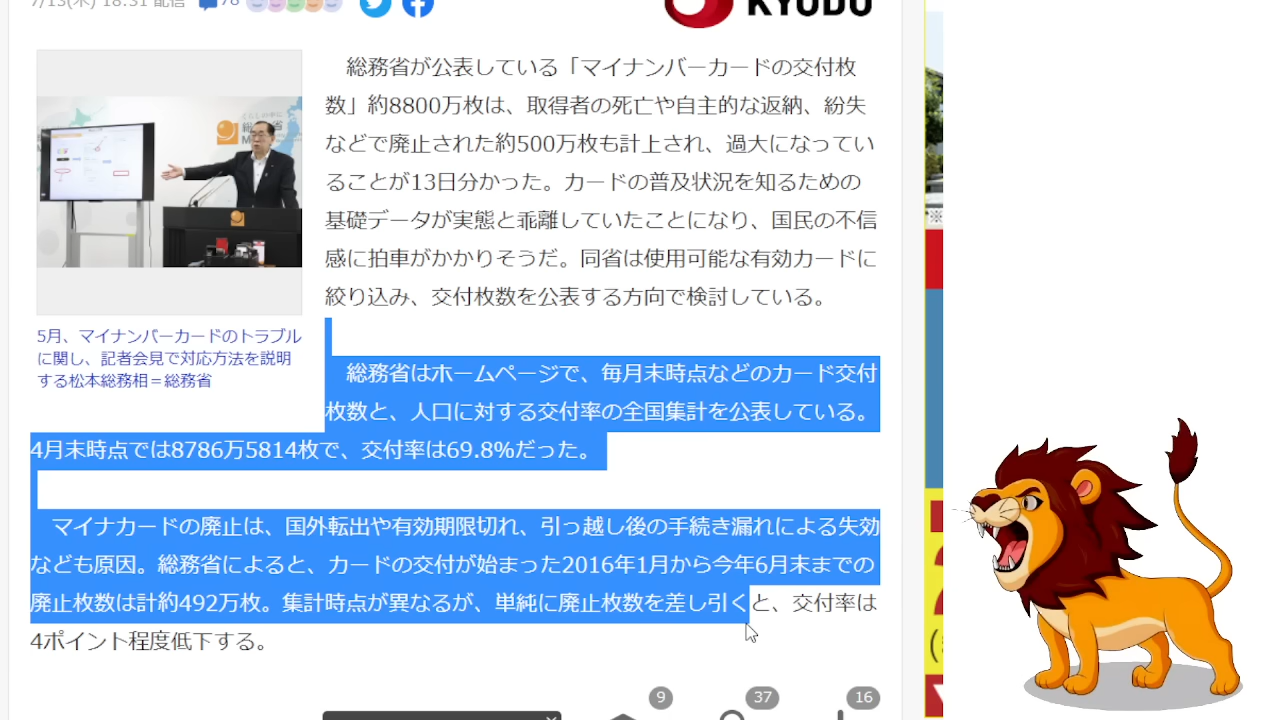 7/13(木) 18:31 配信
78
KYODO
総務省が公表している「マイナンバーカードの交付枚
数」約8800万枚は、取得者の死亡や自主的な返納、紛失
などで廃止された約500万枚も計上され、過大になってい
ることが13日分かった。カードの普及状況を知るための
基礎データが実態と乖離していたことになり、国民の不信
感に拍車がかかりそうだ。同省は使用可能な有効カードに
絞り込み、交付枚数を公表する方向で検討している。
5月、マイナンバーカードのトラブル
に関し、記者会見で対応方法を説明
する松本総務相＝総務省
総務省はホームページで、毎月末時点などのカード交付
枚数と、人口に対する交付率の全国集計を公表している。
4月末時点では8786万5814枚で、交付率は69.8%だった。
マイナカードの廃止は、国外転出や有効期限切れ、引っ越し後の手続き漏れによる失効
なども原因。総務省によると、カードの交付が始まった2016年1月から今年6月末までの
廃止枚数は計約492万枚。集計時点が異なるが、単純に廃止枚数を差し引くと、交付率は
4ポイント程度低下する。
9
37
16